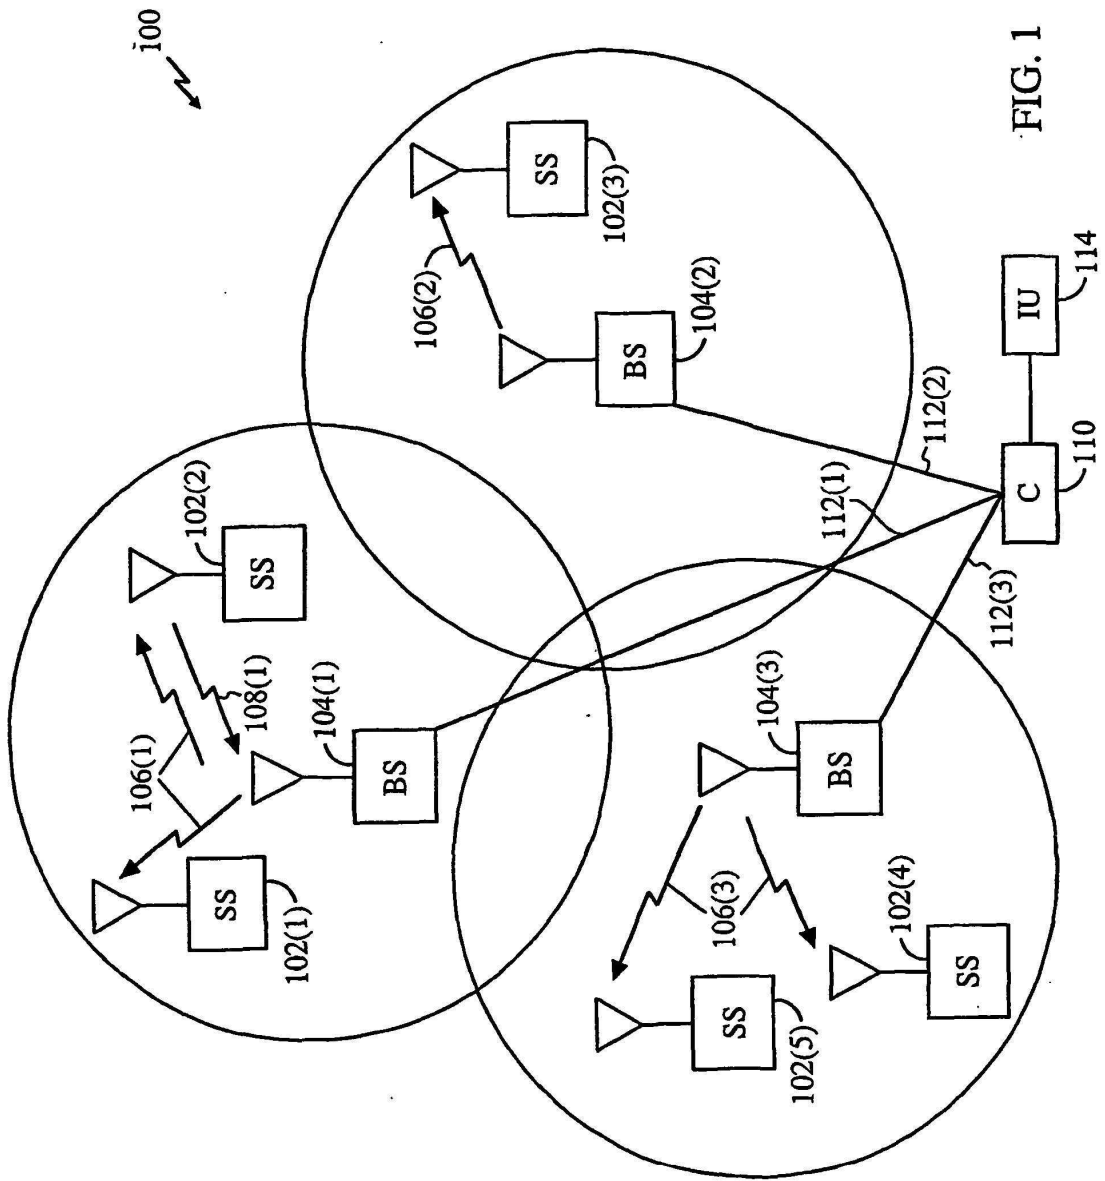 106(1)
100
102(2)
SS
108(1)
SS
102(1)
104(1)
BS
106(2)
SS
102(3)
BS
104(2)
106(3)
SS
104(3)
102(5)
112(1)
BS
102(4)
112(2)
SS
112(3)
C
IU
FIG. 1
110
114